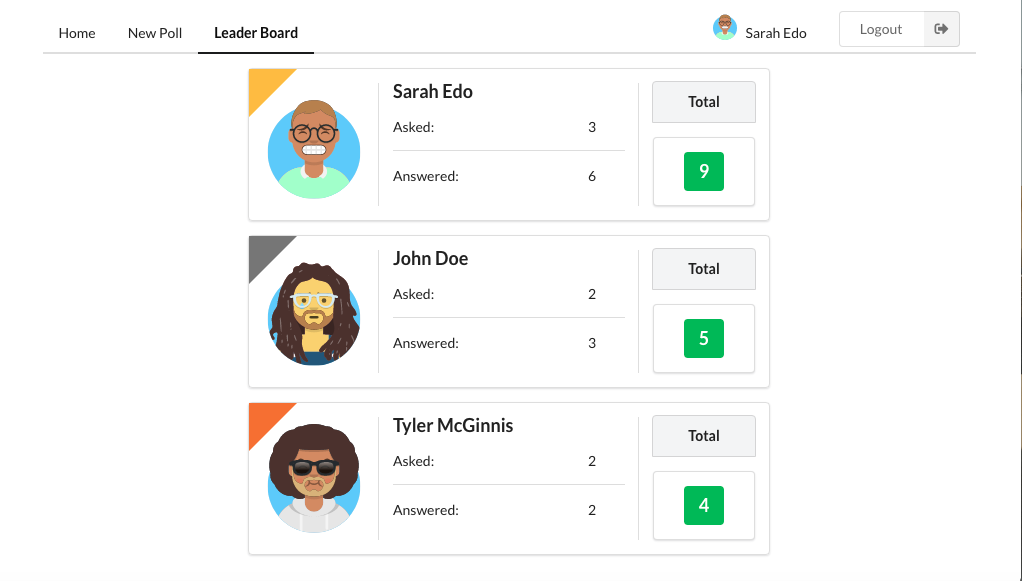 Home New Poll Leader Board Sarah Edo Logout
Sarah Edo
Asked: 3
Answered: 6
Total
9
John Doe
Asked: 2
Answered: 3
Total
5
Tyler McGinnis
Asked: 2
Answered: 2
Total
4